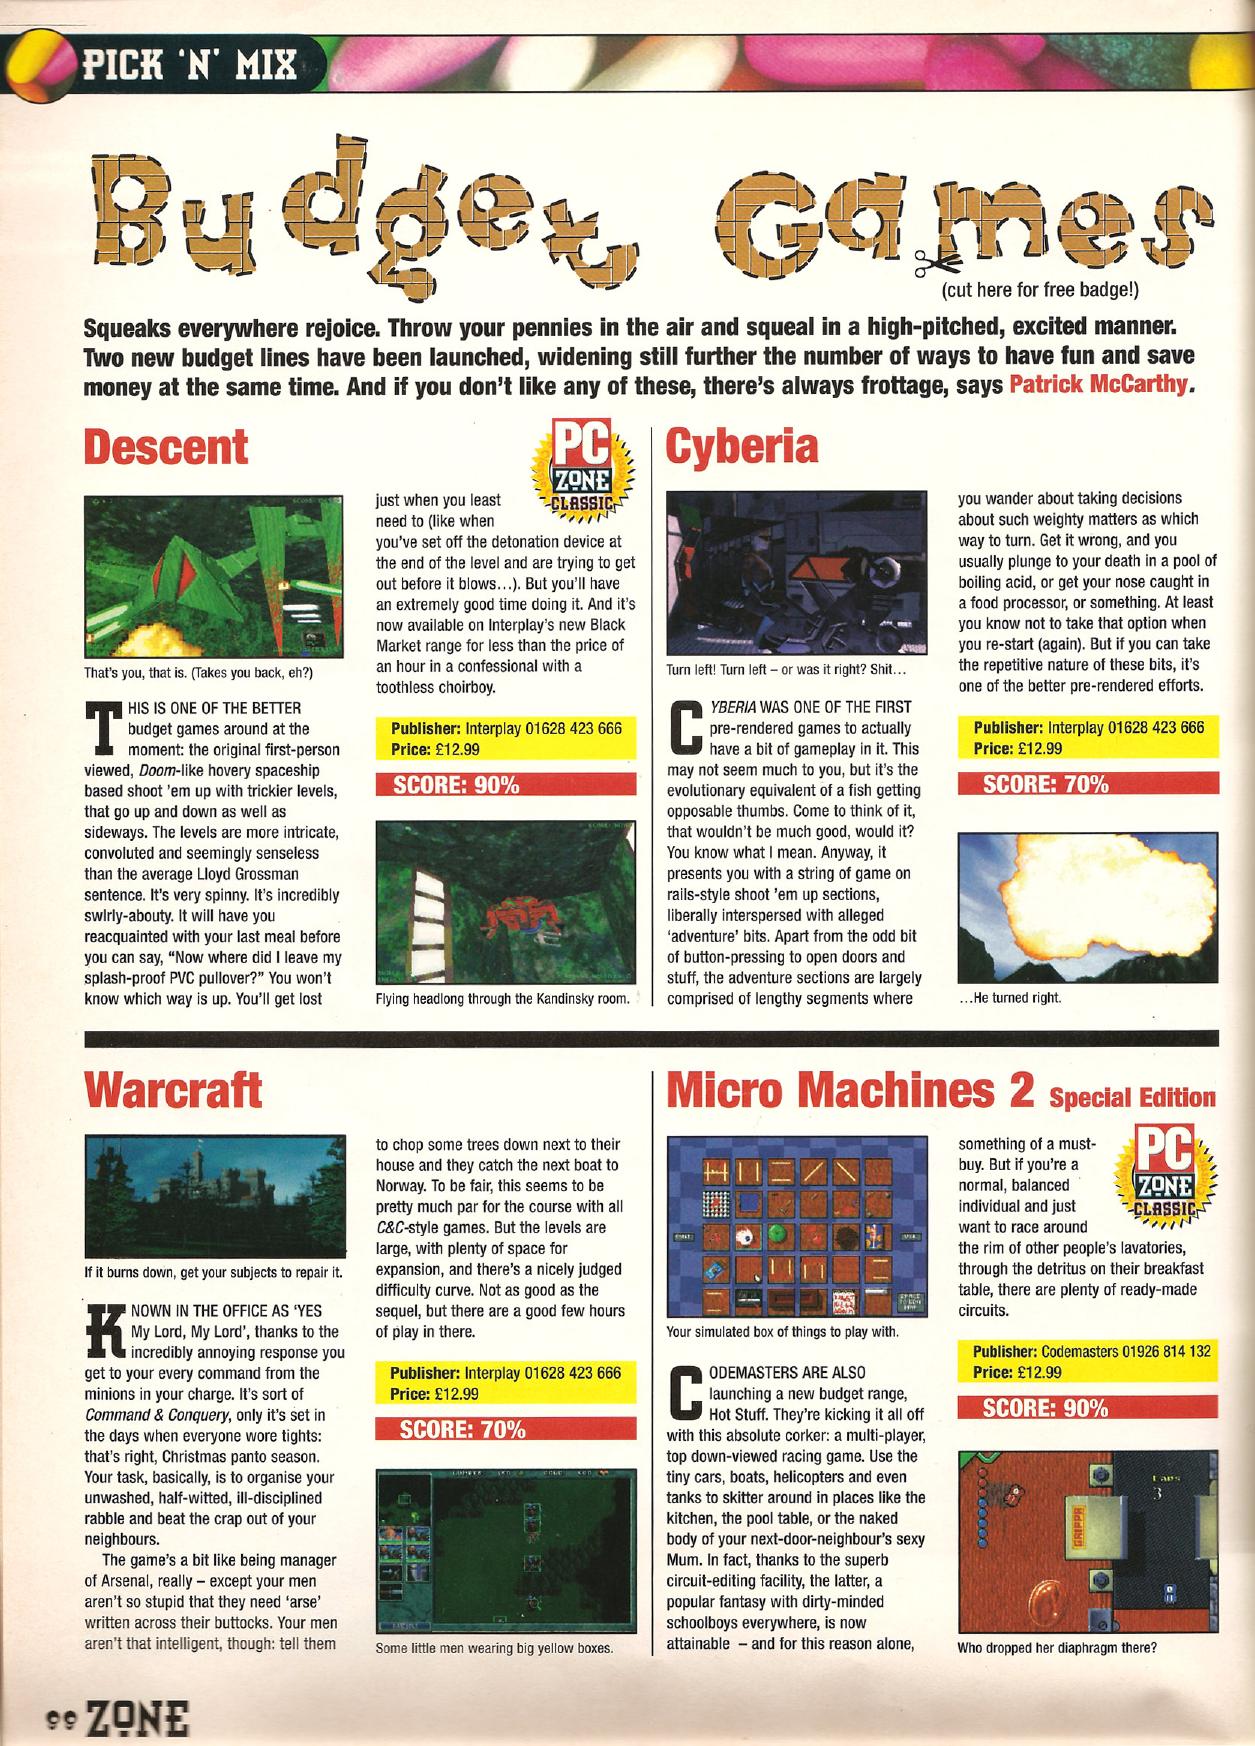 PICK 'N' MIX
Budget Games
(cut here for free badge!)
Squeaks everywhere rejoice. Throw your pennies in the air and squeal in a high-pitched, excited manner.
Two new budget lines have been launched, widening still further the number of ways to have fun and save
money at the same time. And if you don't like any of these, there's always frottage, says Patrick McCarthy.
Descent
That's you, that is. (Takes you back, eh?)
THIS IS ONE OF THE BETTER
budget games around at the
moment: the original first-person
viewed, Doom-like hovery spaceship
based shoot 'em up with trickier levels,
that go up and down as well as
sideways. The levels are more intricate,
convoluted and seemingly senseless
than the average Lloyd Grossman
sentence. It's very spinny. It's incredibly
swirly-abouty. It will have you
reacquainted with your last meal before
you can say, "Now where did I leave my
splash-proof PVC pullover?" You won't
know which way is up. You'll get lost
just when you least
need to (like when
you've set off the detonation device at
the end of the level and are trying to get
out before it blows...). But you'll have
an extremely good time doing it. And it's
now available on Interplay's new Black
Market range for less than the price of
an hour in a confessional with a
toothless choirboy.
PC
ZONE
CLASSIC
Publisher: Interplay 01628 423 666
Price: £12.99
SCORE: 90%
Flying headlong through the Kandinsky room.
Cyberia
Turn left! Turn left – or was it right? Shit...
CYBERIA WAS ONE OF THE FIRST
pre-rendered games to actually
have a bit of gameplay in it. This
may not seem much to you, but it's the
evolutionary equivalent of a fish getting
opposable thumbs. Come to think of it,
that wouldn't be much good, would it?
You know what I mean. Anyway, it
presents you with a string of game on
rails-style shoot 'em up sections,
liberally interspersed with alleged
'adventure' bits. Apart from the odd bit
of button-pressing to open doors and
stuff, the adventure sections are largely
comprised of lengthy segments where
you wander about taking decisions
about such weighty matters as which
way to turn. Get it wrong, and you
usually plunge to your death in a pool of
boiling acid, or get your nose caught in
a food processor, or something. At least
you know not to take that option when
you re-start (again). But if you can take
the repetitive nature of these bits, it's
one of the better pre-rendered efforts.
Publisher: Interplay 01628 423 666
Price: £12.99
SCORE: 70%
...He turned right.
Warcraft
If it burns down, get your subjects to repair it.
KNOWN IN THE OFFICE AS 'YES
My Lord, My Lord', thanks to the
incredibly annoying response you
get to your every command from the
minions in your charge. It's sort of
Command & Conquery, only it's set in
the days when everyone wore tights:
that's right, Christmas panto season.
Your task, basically, is to organise your
unwashed, half-witted, ill-disciplined
rabble and beat the crap out of your
neighbours.
The game's a bit like being manager
of Arsenal, really – except your men
aren't so stupid that they need 'arse'
written across their buttocks. Your men
aren't that intelligent, though: tell them
to chop some trees down next to their
house and they catch the next boat to
Norway. To be fair, this seems to be
pretty much par for the course with all
C&C-style games. But the levels are
large, with plenty of space for
expansion, and there's a nicely judged
difficulty curve. Not as good as the
sequel, but there are a good few hours
of play in there.
Publisher: Interplay 01628 423 666
Price: £12.99
SCORE: 70%
Some little men wearing big yellow boxes.
Micro Machines 2 Special Edition
Your simulated box of things to play with.
CODEMASTERS ARE ALSO
launching a new budget range,
Hot Stuff. They're kicking it all off
with this absolute corker: a multi-player,
top down-viewed racing game. Use the
tiny cars, boats, helicopters and even
tanks to skitter around in places like the
kitchen, the pool table, or the naked
body of your next-door-neighbour's sexy
Mum. In fact, thanks to the superb
circuit-editing facility, the latter, a
popular fantasy with dirty-minded
schoolboys everywhere, is now
attainable – and for this reason alone,
something of a must-
buy. But if you're a
normal, balanced
individual and just
want to race around
the rim of other people's lavatories,
through the detritus on their breakfast
table, there are plenty of ready-made
circuits.
PC
ZONE
CLASSIC
Publisher: Codemasters 01926 814 132
Price: £12.99
SCORE: 90%
Laps
3
GRIPPA
Who dropped her diaphragm there?
99 ZONE